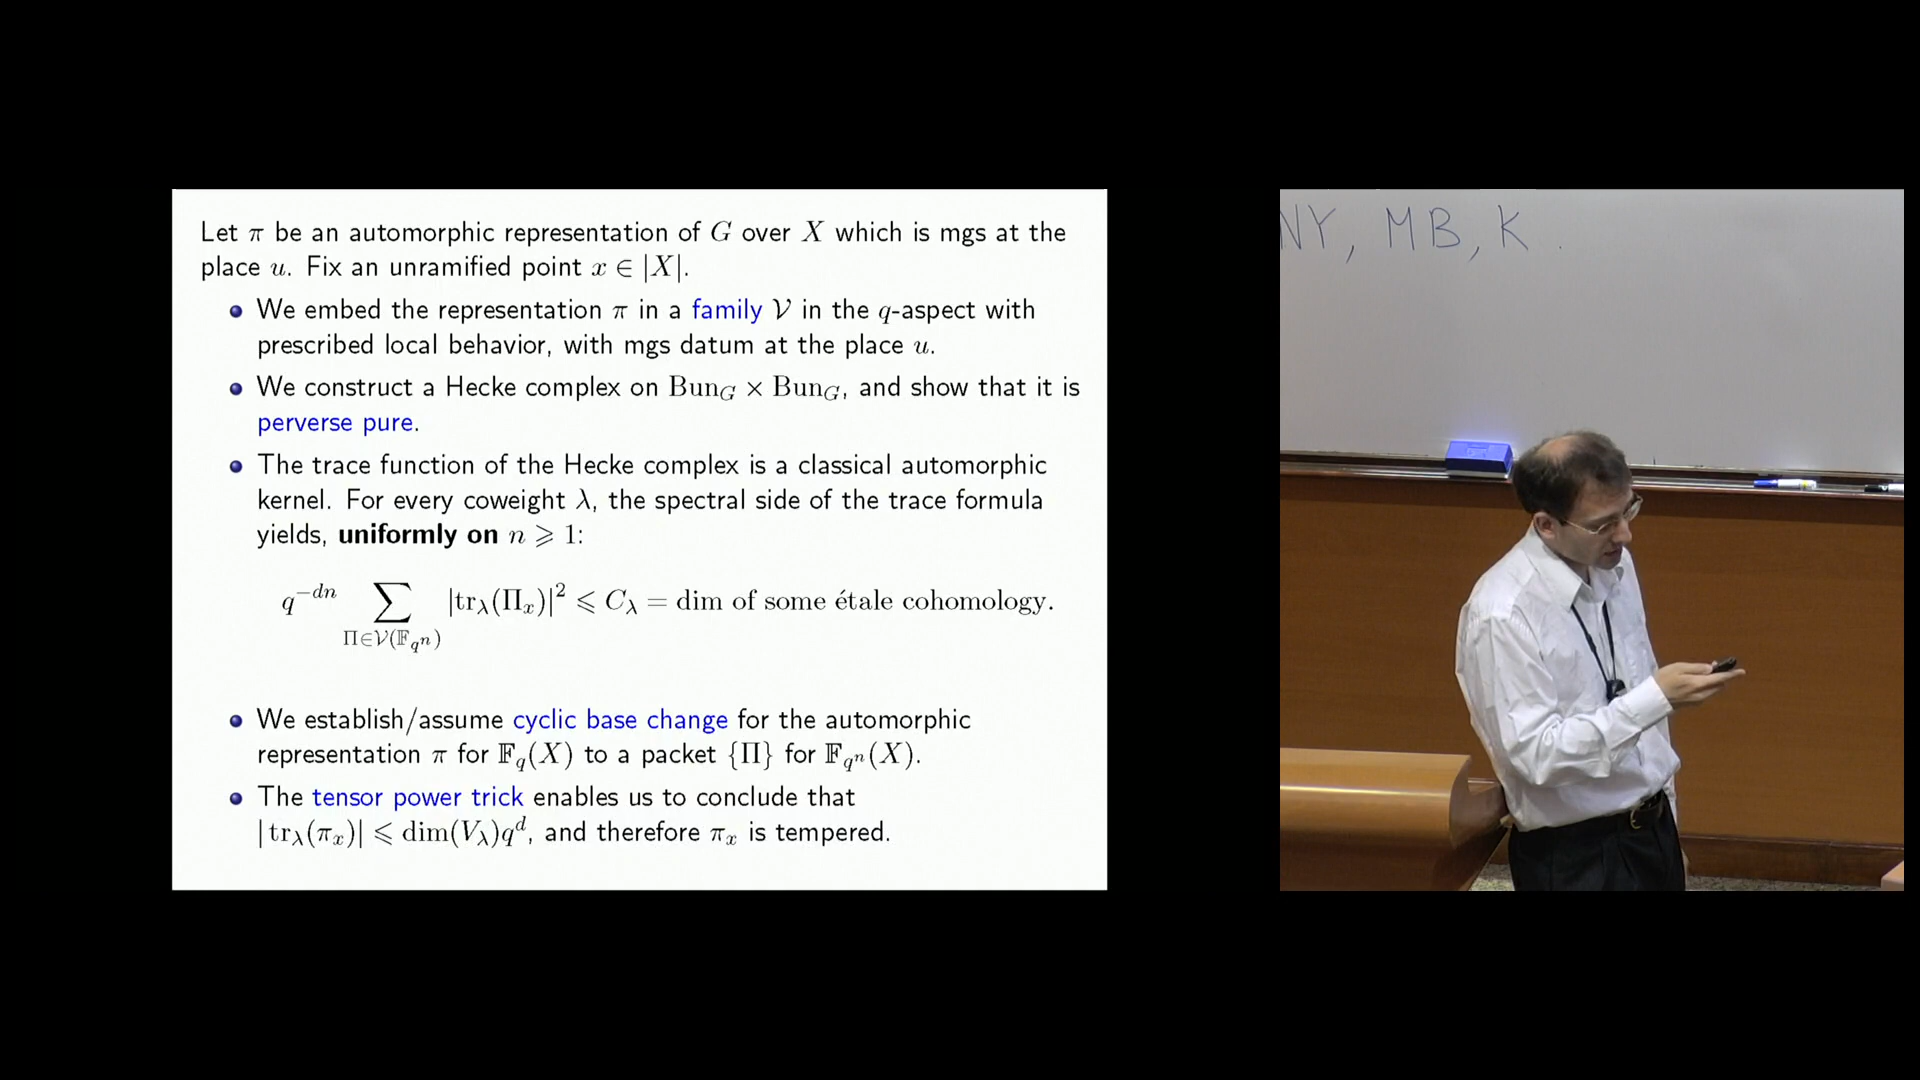 Let π be an automorphic representation of G over X which is mgs at the
place u. Fix an unramified point x ∈ |X|.
• We embed the representation π in a family 𝒱 in the q-aspect with
prescribed local behavior, with mgs datum at the place u.
• We construct a Hecke complex on Bun_G × Bun_G, and show that it is
perverse pure.
• The trace function of the Hecke complex is a classical automorphic
kernel. For every coweight λ, the spectral side of the trace formula
yields, uniformly on n ⩾ 1:
q^{-dn} ∑_{Π∈𝒱(𝔽_{q^n})} |tr_λ(Π_x)|^2 ⩽ C_λ = dim of some étale cohomology.
• We establish/assume cyclic base change for the automorphic
representation π for 𝔽_q(X) to a packet {Π} for 𝔽_{q^n}(X).
• The tensor power trick enables us to conclude that
|tr_λ(π_x)| ⩽ dim(V_λ)q^d, and therefore π_x is tempered.
NY, MB, K.